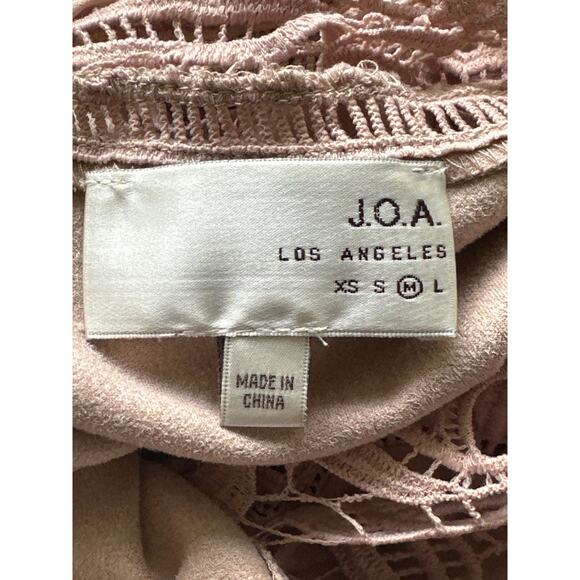 J.O.A.
LOS ANGELES
XS S M L
MADE IN
CHINA